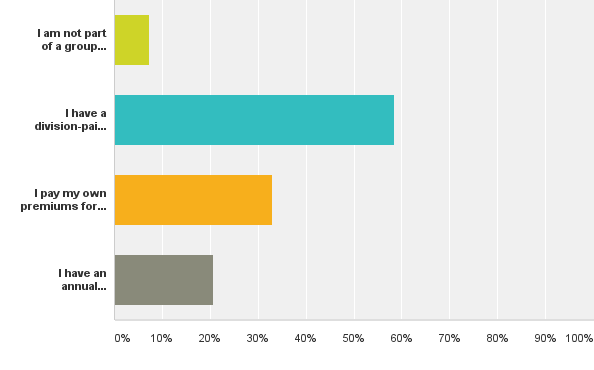 I am not part
of a group...
I have a
division-pai...
I pay my own
premiums for...
I have an
annual...
0% 10% 20% 30% 40% 50% 60% 70% 80% 90% 100%